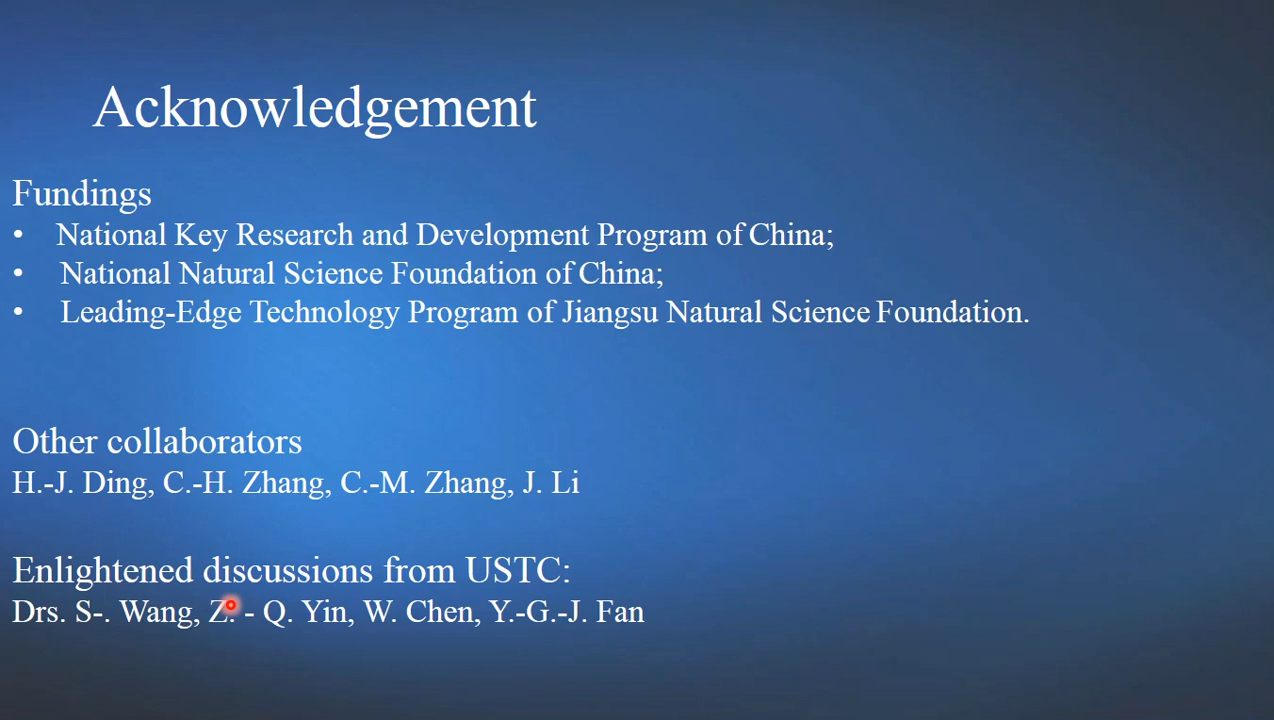 Acknowledgement
Fundings
• National Key Research and Development Program of China;
• National Natural Science Foundation of China;
• Leading-Edge Technology Program of Jiangsu Natural Science Foundation.
Other collaborators
H.-J. Ding, C.-H. Zhang, C.-M. Zhang, J. Li
Enlightened discussions from USTC:
Drs. S-. Wang, Z. - Q. Yin, W. Chen, Y.-G.-J. Fan